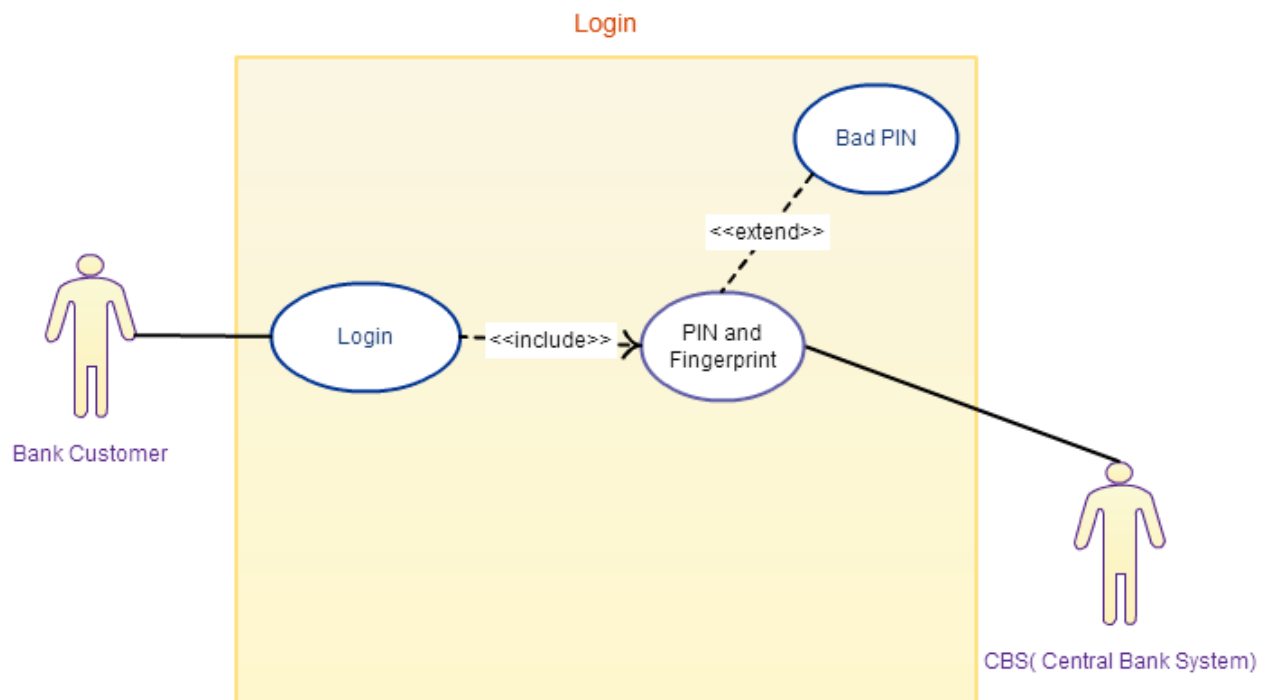 Login
Bad PIN
<<extend>>
Login
<<include>>
PIN and
Fingerprint
Bank Customer
CBS( Central Bank System)